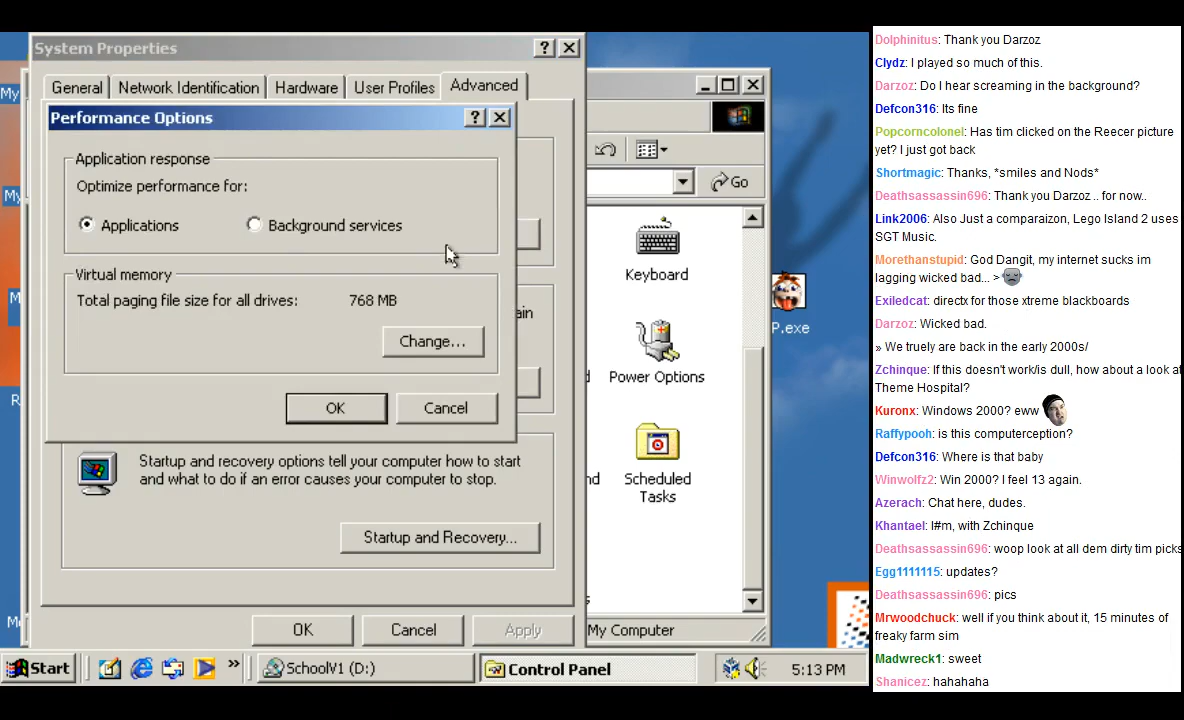 System Properties
General
Network Identification
Hardware
User Profiles
Advanced
Performance Options
Application response
Optimize performance for:
Applications
Background services
Virtual memory
Total paging file size for all drives:
768 MB
Change...
OK
Cancel
Startup and recovery options tell your computer how to start
and what to do if an error causes your computer to stop.
Startup and Recovery...
OK
Cancel
Apply
My
My
My
Go
Keyboard
Power Options
Scheduled
Tasks
ain
nd
My Computer
P.exe
Start
SchoolV1 (D:)
Control Panel
5:13 PM
Dolphinitus: Thank you Darzoz
Clydz: I played so much of this.
Darzoz: Do I hear screaming in the background?
Defcon316: Its fine
Popcorncolonel: Has tim clicked on the Reecer picture
yet? I just got back
Shortmagic: Thanks, *smiles and Nods*
Deathsassassin696: Thank you Darzoz .. for now..
Link2006: Also Just a comparaizon, Lego Island 2 uses
SGT Music.
Morethanstupid: God Dangit, my internet sucks im
lagging wicked bad... >
Exiledcat: directx for those xtreme blackboards
Darzoz: Wicked bad.
» We truely are back in the early 2000s/
Zchinque: If this doesn't work/is dull, how about a look at
Theme Hospital?
Kuronx: Windows 2000? eww
Raffypooh: is this computerception?
Defcon316: Where is that baby
Winwolfz2: Win 2000? I feel 13 again.
Azerach: Chat here, dudes.
Khantael: I#m, with Zchinque
Deathsassassin696: woop look at all dem dirty tim picks
Egg1111115: updates?
Deathsassassin696: pics
Mrwoodchuck: well if you think about it, 15 minutes of
freaky farm sim
Madwreck1: sweet
Shanicez: hahahaha